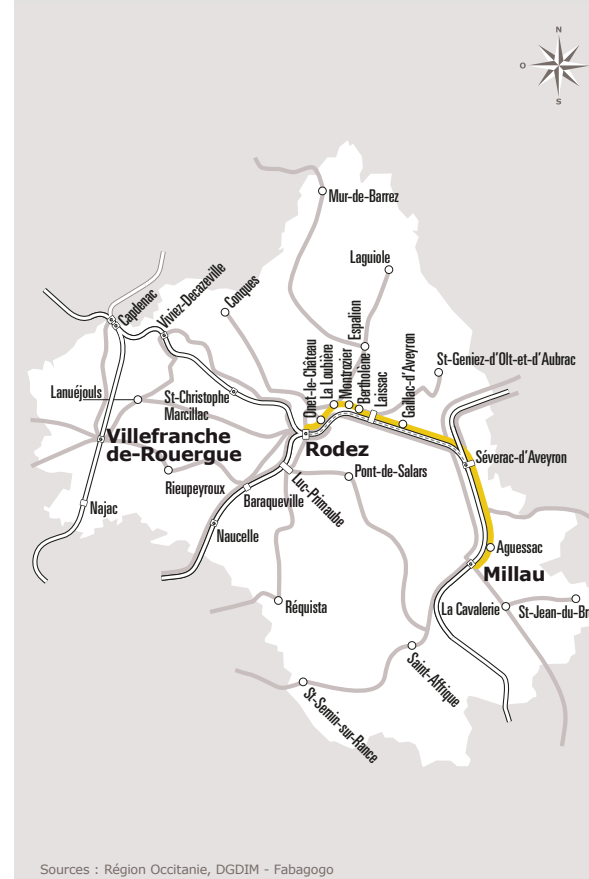 N
O
S
Mur-de-Barrez
Laguiole
Capdenac
Viviez-Decazeville
Conques
Espalion
Onet-le-Château
La Loubière
Montrozier
Bertholène
Laissac
Gaillac-d'Aveyron
St-Geniez-d'Olt-et-d'Aubrac
Lanuéjouls
St-Christophe
Marcillac
Villefranche
de-Rouergue
Rodez
Séverac-d'Aveyron
Rieupeyroux
Pont-de-Salars
Luc-Primaube
Baraqueville
Najac
Naucelle
Aguessac
Millau
Réquista
La Cavalerie
St-Jean-du-Br
Saint-Affrique
St-Sernin-sur-Rance
Sources : Région Occitanie, DGDIM - Fabagogo